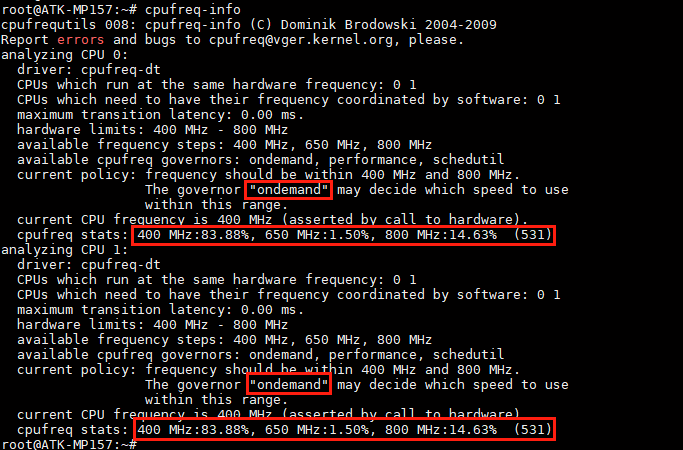 root@ATK-MP157:~# cpufreq-info
cpufrequtils 008: cpufreq-info (C) Dominik Brodowski 2004-2009
Report errors and bugs to cpufreq@vger.kernel.org, please.
analyzing CPU 0:
  driver: cpufreq-dt
  CPUs which run at the same hardware frequency: 0 1
  CPUs which need to have their frequency coordinated by software: 0 1
  maximum transition latency: 0.00 ms.
  hardware limits: 400 MHz - 800 MHz
  available frequency steps: 400 MHz, 650 MHz, 800 MHz
  available cpufreq governors: ondemand, performance, schedutil
  current policy: frequency should be within 400 MHz and 800 MHz.
                  The governor "ondemand" may decide which speed to use
                  within this range.
  current CPU frequency is 400 MHz (asserted by call to hardware).
  cpufreq stats: 400 MHz:83.88%, 650 MHz:1.50%, 800 MHz:14.63%  (531)
analyzing CPU 1:
  driver: cpufreq-dt
  CPUs which run at the same hardware frequency: 0 1
  CPUs which need to have their frequency coordinated by software: 0 1
  maximum transition latency: 0.00 ms.
  hardware limits: 400 MHz - 800 MHz
  available frequency steps: 400 MHz, 650 MHz, 800 MHz
  available cpufreq governors: ondemand, performance, schedutil
  current policy: frequency should be within 400 MHz and 800 MHz.
                  The governor "ondemand" may decide which speed to use
                  within this range.
  current CPU frequency is 400 MHz (asserted by call to hardware)
  cpufreq stats: 400 MHz:83.88%, 650 MHz:1.50%, 800 MHz:14.63%  (531)
root@ATK-MP157:~#